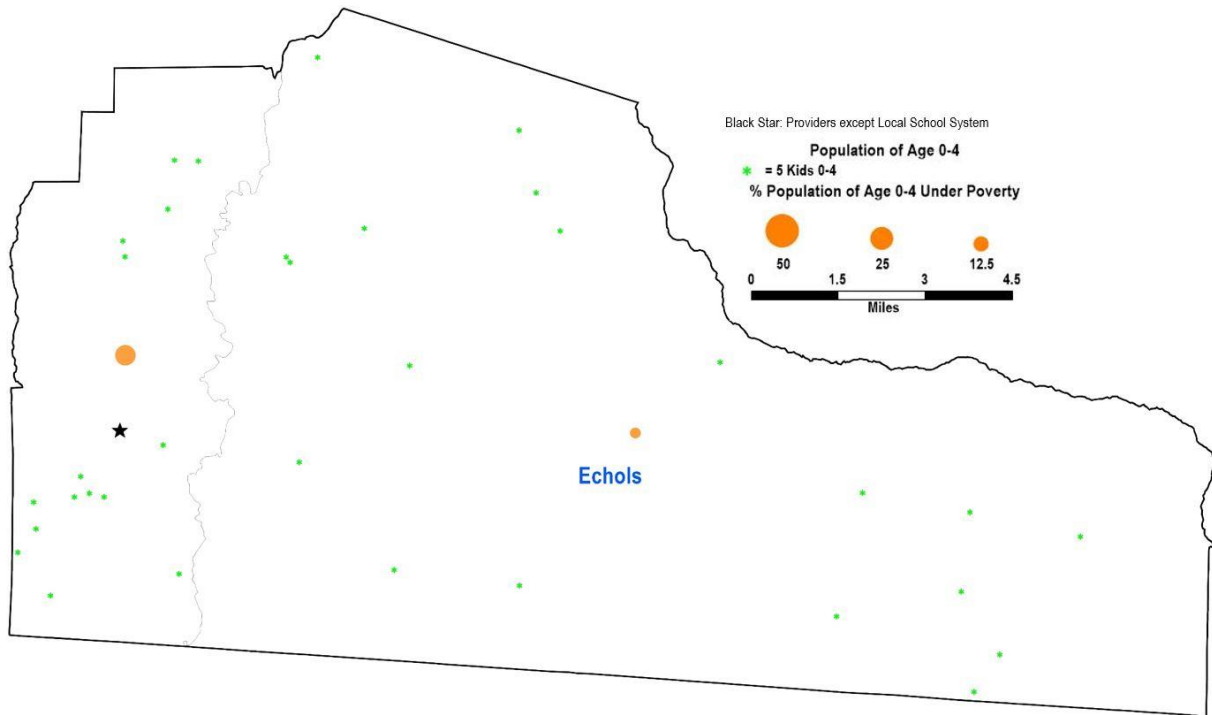 Black Star: Providers except Local School System
Population of Age 0-4
= 5 Kids 0-4
% Population of Age 0-4 Under Poverty
50 25 12.5
0 1.5 3 4.5
Miles
Echols